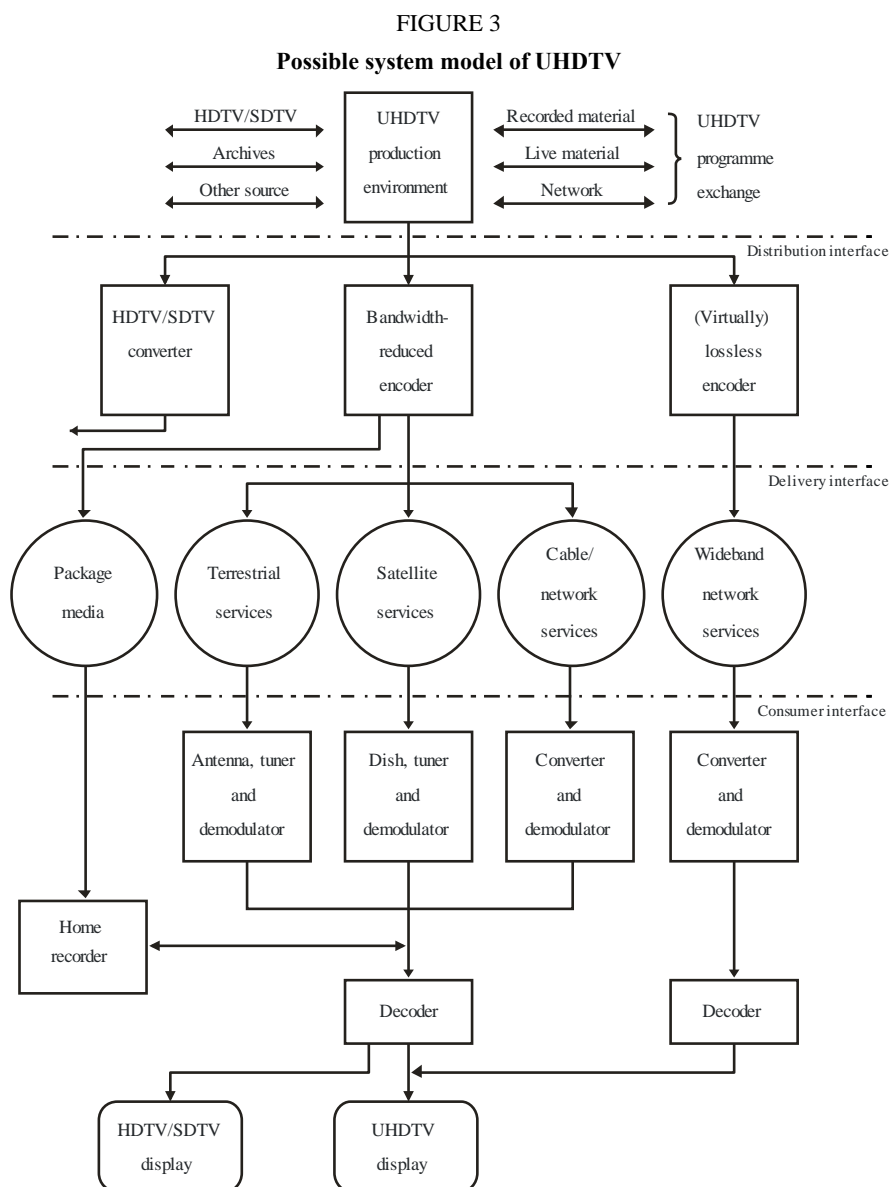 FIGURE 3
Possible system model of UHDTV
HDTV/SDTV
Archives
Other source
UHDTV
production
environment
Recorded material
Live material
Network
UHDTV
programme
exchange
Distribution interface
HDTV/SDTV
converter
Bandwidth-
reduced
encoder
(Virtually)
lossless
encoder
Delivery interface
Package
media
Terrestrial
services
Satellite
services
Cable/
network
services
Wideband
network
services
Consumer interface
Antenna, tuner
and
demodulator
Dish, tuner
and
demodulator
Converter
and
demodulator
Converter
and
demodulator
Home
recorder
Decoder
Decoder
HDTV/SDTV
display
UHDTV
display